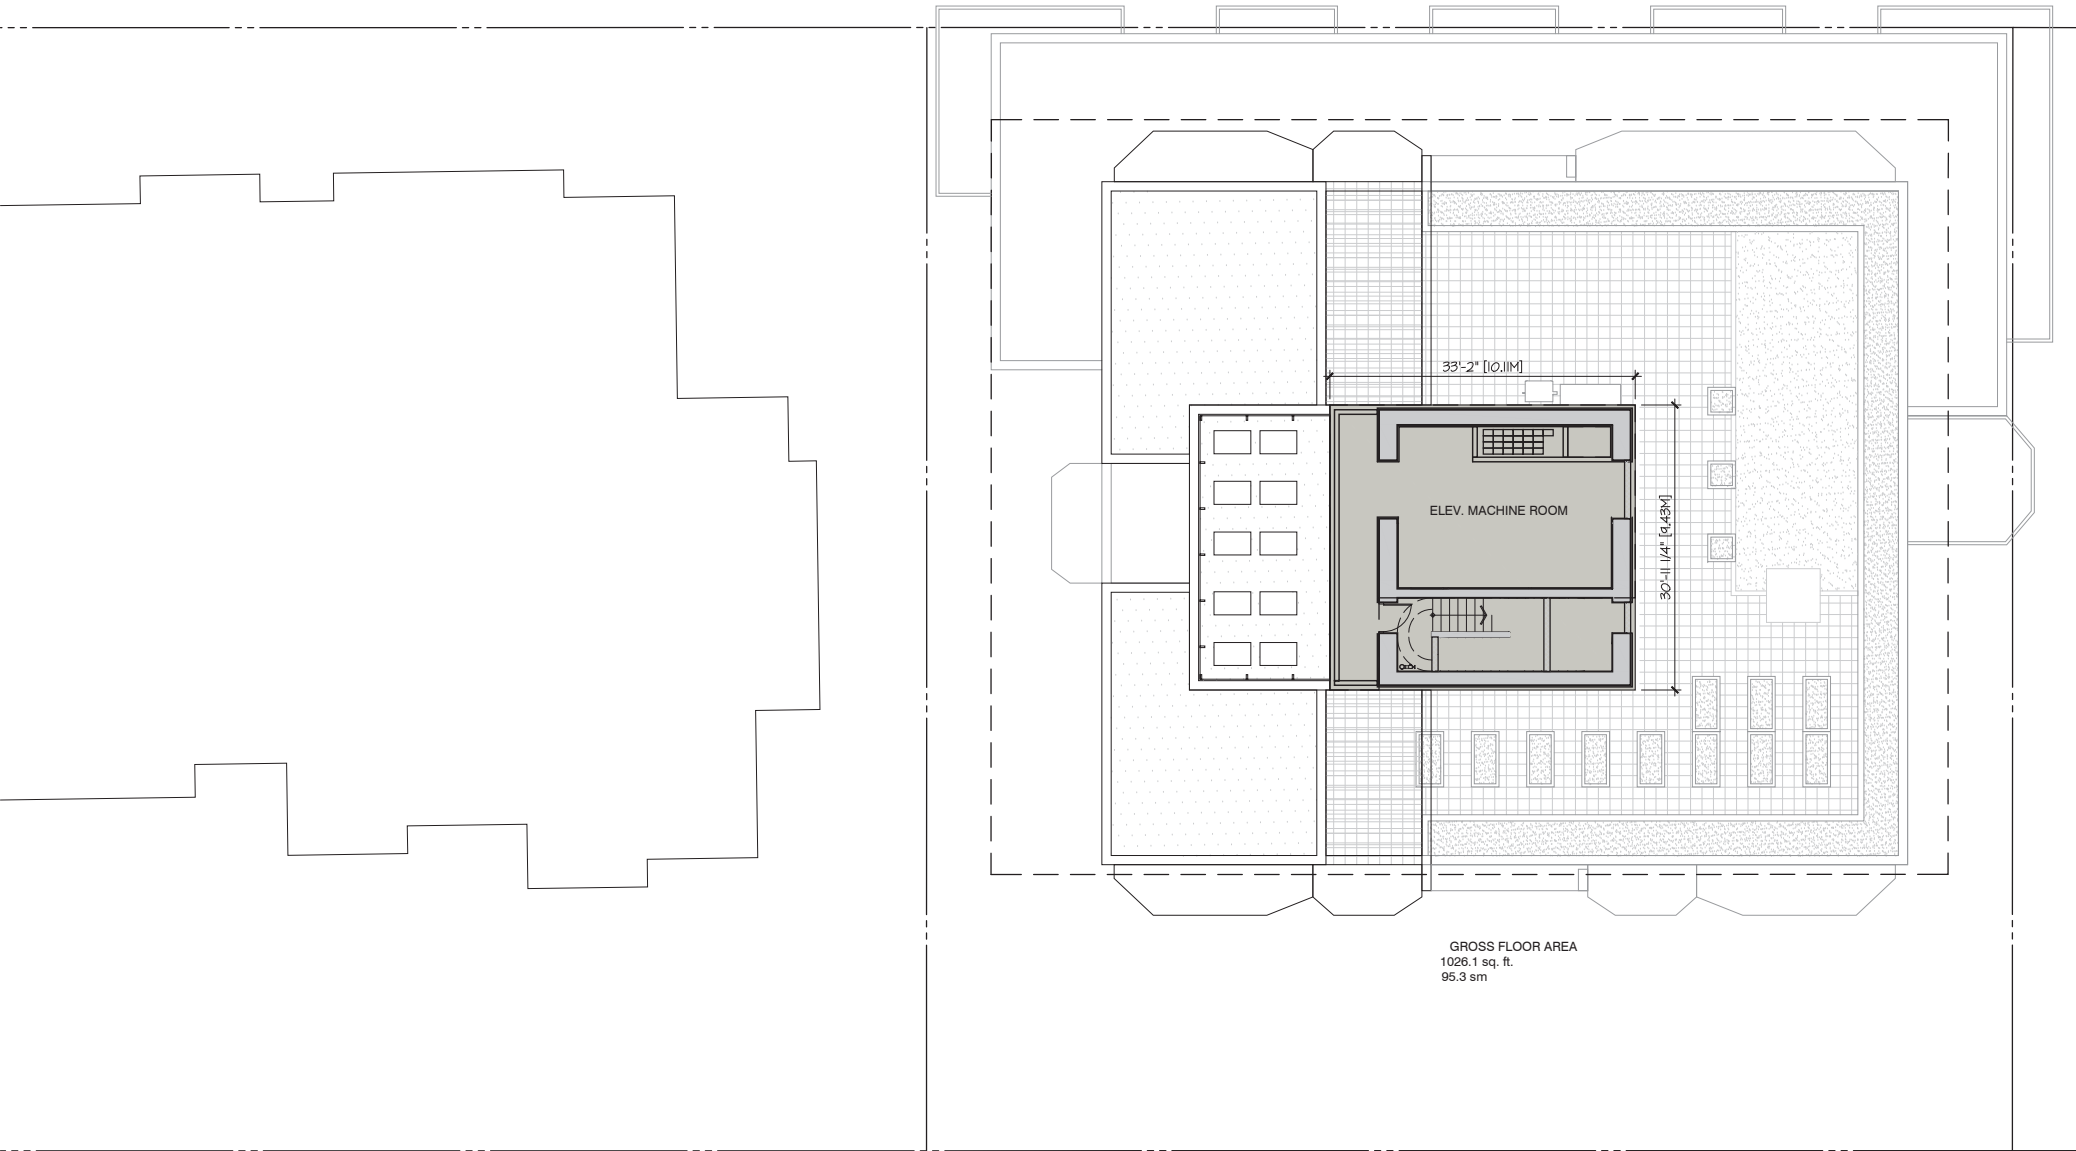 33'-2" [10.11M]
ELEV. MACHINE ROOM
30'-11 1/4" [9.43M]
GROSS FLOOR AREA
1026.1 sq. ft.
95.3 sm